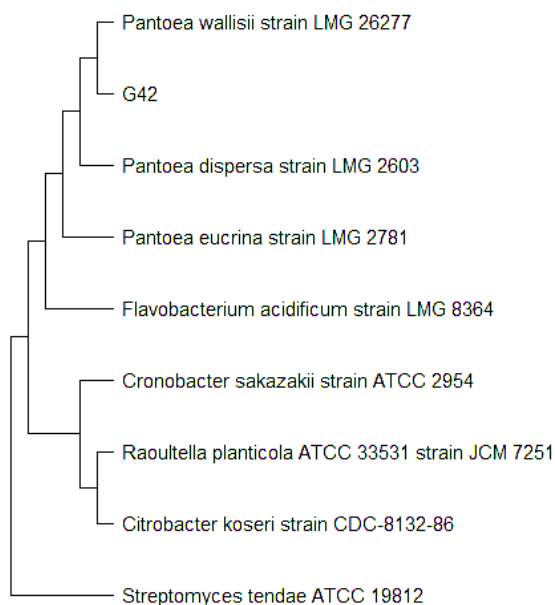 Pantoea wallisii strain LMG 26277
G42
Pantoea dispersa strain LMG 2603
Pantoea eucrina strain LMG 2781
Flavobacterium acidificum strain LMG 8364
Cronobacter sakazakii strain ATCC 2954
Raoultella planticola ATCC 33531 strain JCM 7251
Citrobacter koseri strain CDC-8132-86
Streptomyces tendae ATCC 19812